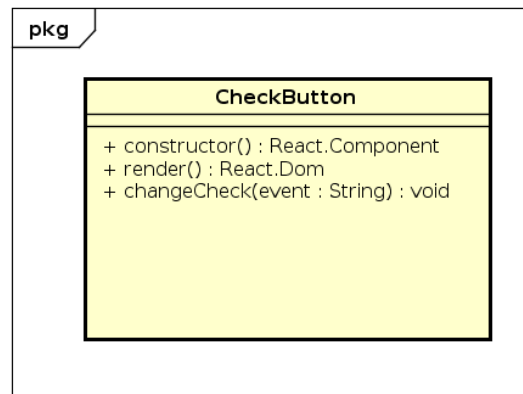 pkg
CheckButton
+ constructor() : React.Component
+ render() : React.Dom
+ changeCheck(event : String) : void